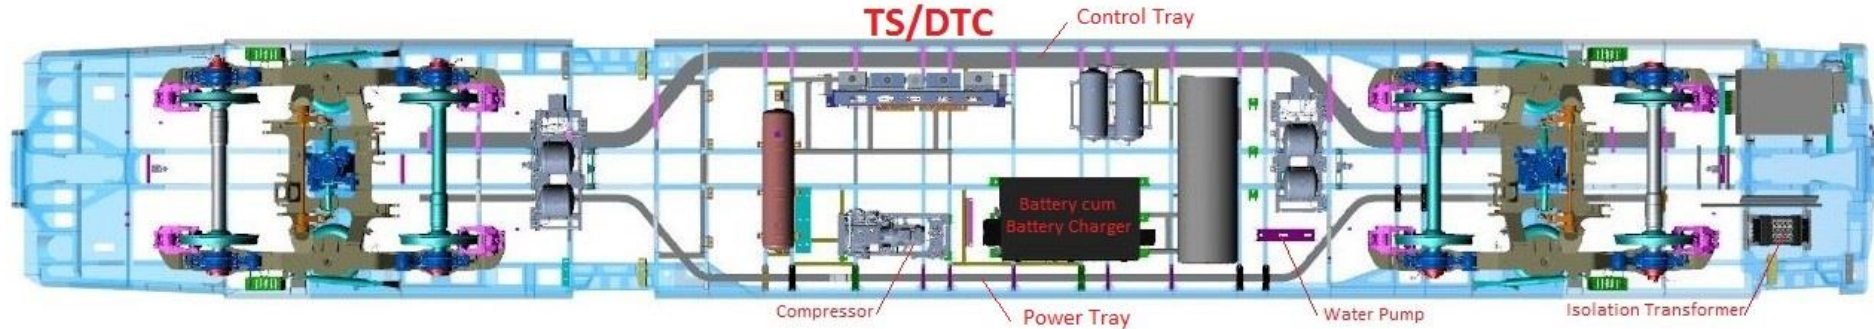 TS/DTC
Control Tray
Battery cum
Battery Charger
Compressor
Power Tray
Water Pump
Isolation Transformer